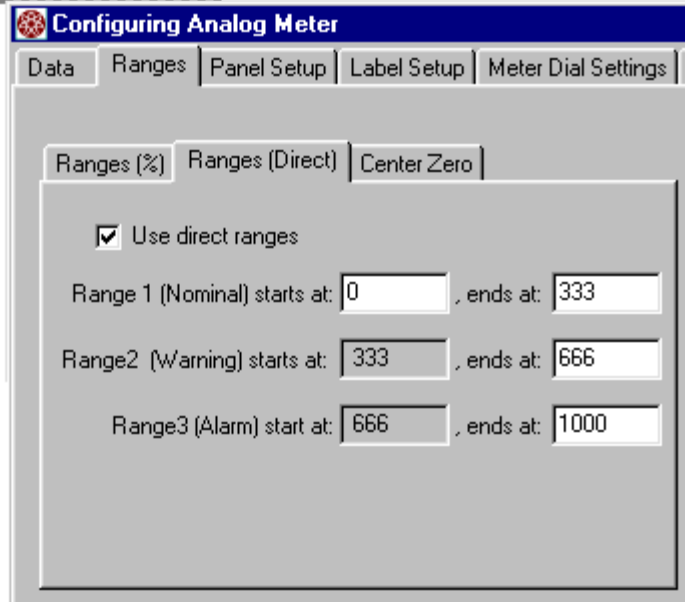 Configuring Analog Meter
Data Ranges Panel Setup Label Setup Meter Dial Settings
Ranges (%) Ranges (Direct) Center Zero
Use direct ranges
Range 1 (Nominal) starts at: 0 , ends at: 333
Range2 (Warning) starts at: 333 , ends at: 666
Range3 (Alarm) start at: 666 , ends at: 1000